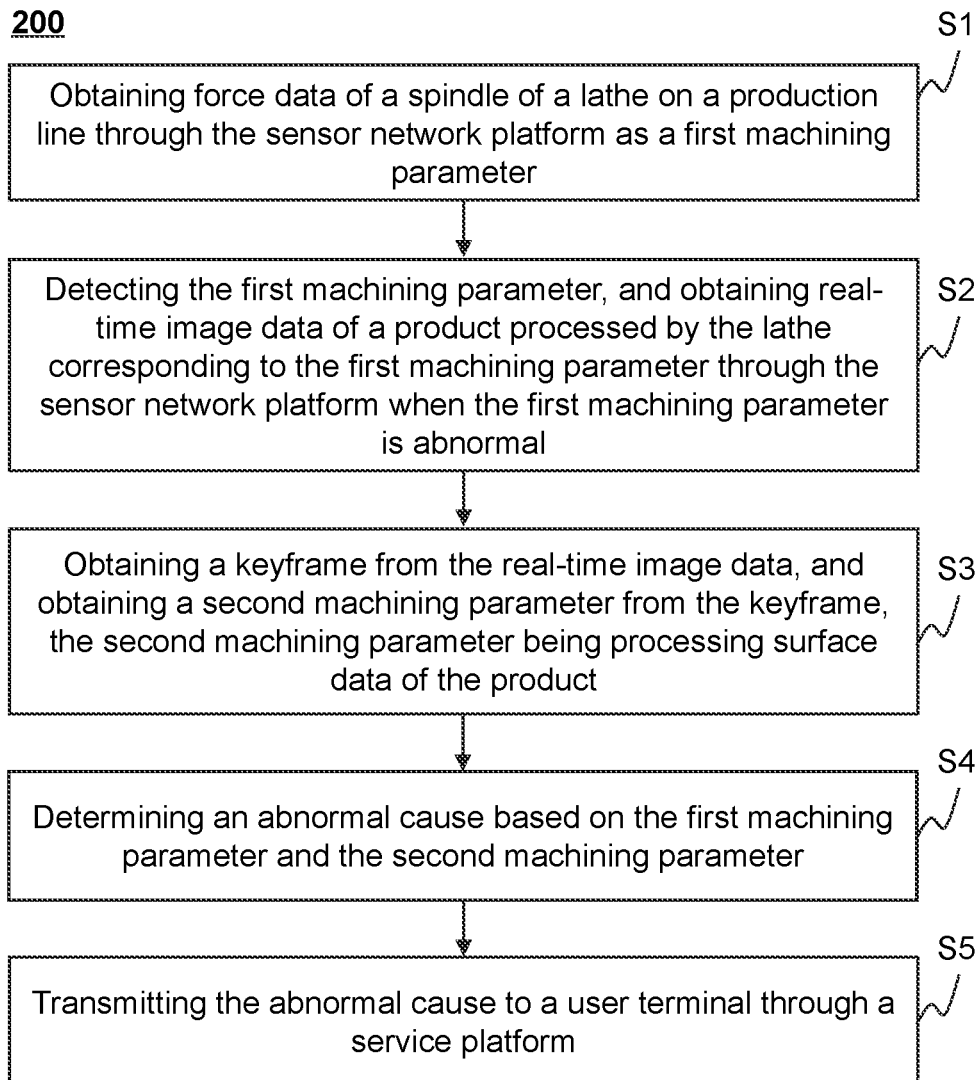 200
S1
Obtaining force data of a spindle of a lathe on a production
line through the sensor network platform as a first machining
parameter
S2
Detecting the first machining parameter, and obtaining real-
time image data of a product processed by the lathe
corresponding to the first machining parameter through the
sensor network platform when the first machining parameter
is abnormal
S3
Obtaining a keyframe from the real-time image data, and
obtaining a second machining parameter from the keyframe,
the second machining parameter being processing surface
data of the product
S4
Determining an abnormal cause based on the first machining
parameter and the second machining parameter
S5
Transmitting the abnormal cause to a user terminal through a
service platform